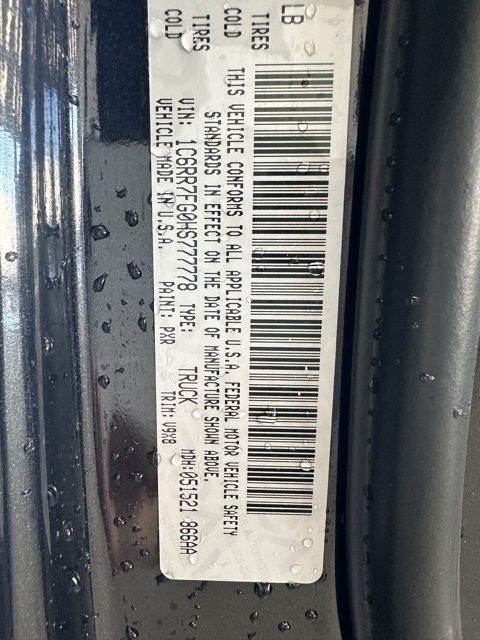 LB
TIRES COLD
TIRES COLD
THIS VEHICLE CONFORMS TO ALL APPLICABLE U.S.A. FEDERAL MOTOR VEHICLE SAFETY
STANDARDS IN EFFECT ON THE DATE OF MANUFACTURE SHOWN ABOVE.
VIN: 1C6RR7FG0HS777778 TYPE: TRUCK MDH:051521 866AA
VEHICLE MADE IN U.S.A. PAINT: PXR TRIM: V9X8